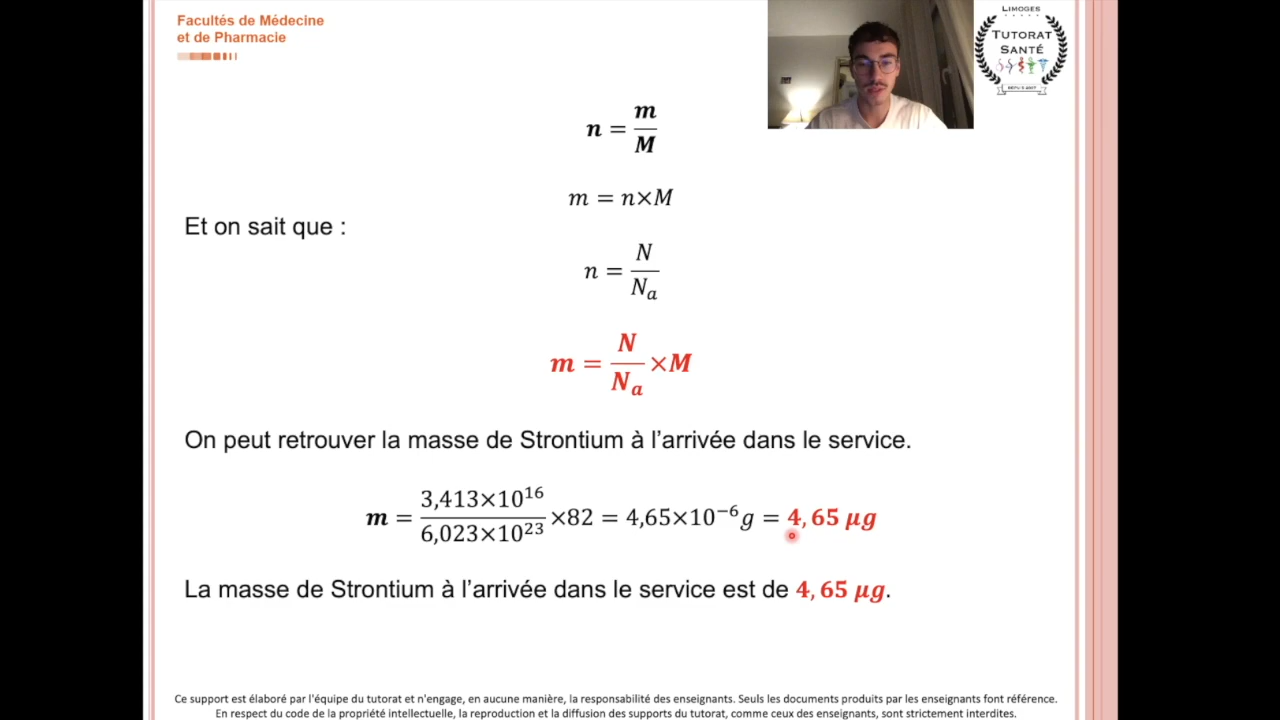 Facultés de Médecine
et de Pharmacie
LIMOGES
TUTORAT
SANTÉ
DEPUIS 2007
n = m/M
m = n×M
Et on sait que :
n = N/Nₐ
m = N/Nₐ ×M
On peut retrouver la masse de Strontium à l’arrivée dans le service.
m = 3,413×10¹⁶/6,023×10²³ ×82 = 4,65×10⁻⁶g = 4,65 μg
La masse de Strontium à l’arrivée dans le service est de 4,65 μg.
Ce support est élaboré par l'équipe du tutorat et n'engage, en aucune manière, la responsabilité des enseignants. Seuls les documents produits par les enseignants font référence.
En respect du code de la propriété intellectuelle, la reproduction et la diffusion des supports du tutorat, comme ceux des enseignants, sont strictement interdites.